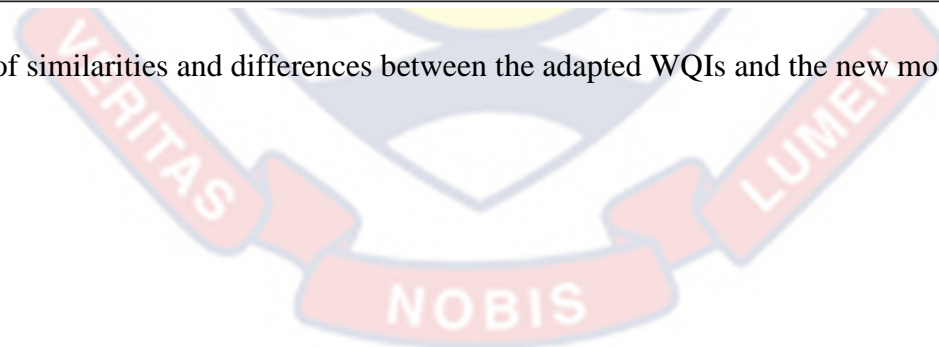 of similarities and differences between the adapted WQIs and the new mo
VERITAS
LUMEN
NOBIS